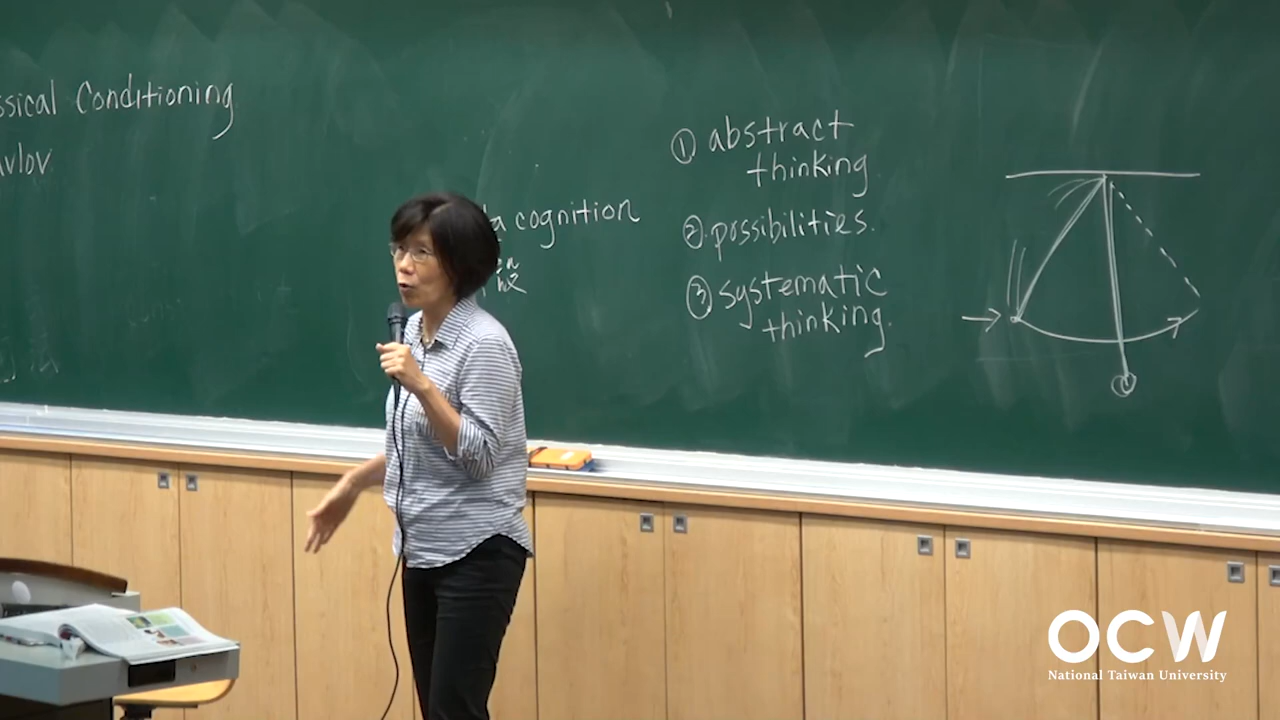 ssical Conditioning
avlov
a cognition
① abstract
thinking
② possibilities.
③ systematic
thinking.
OCW
National Taiwan University